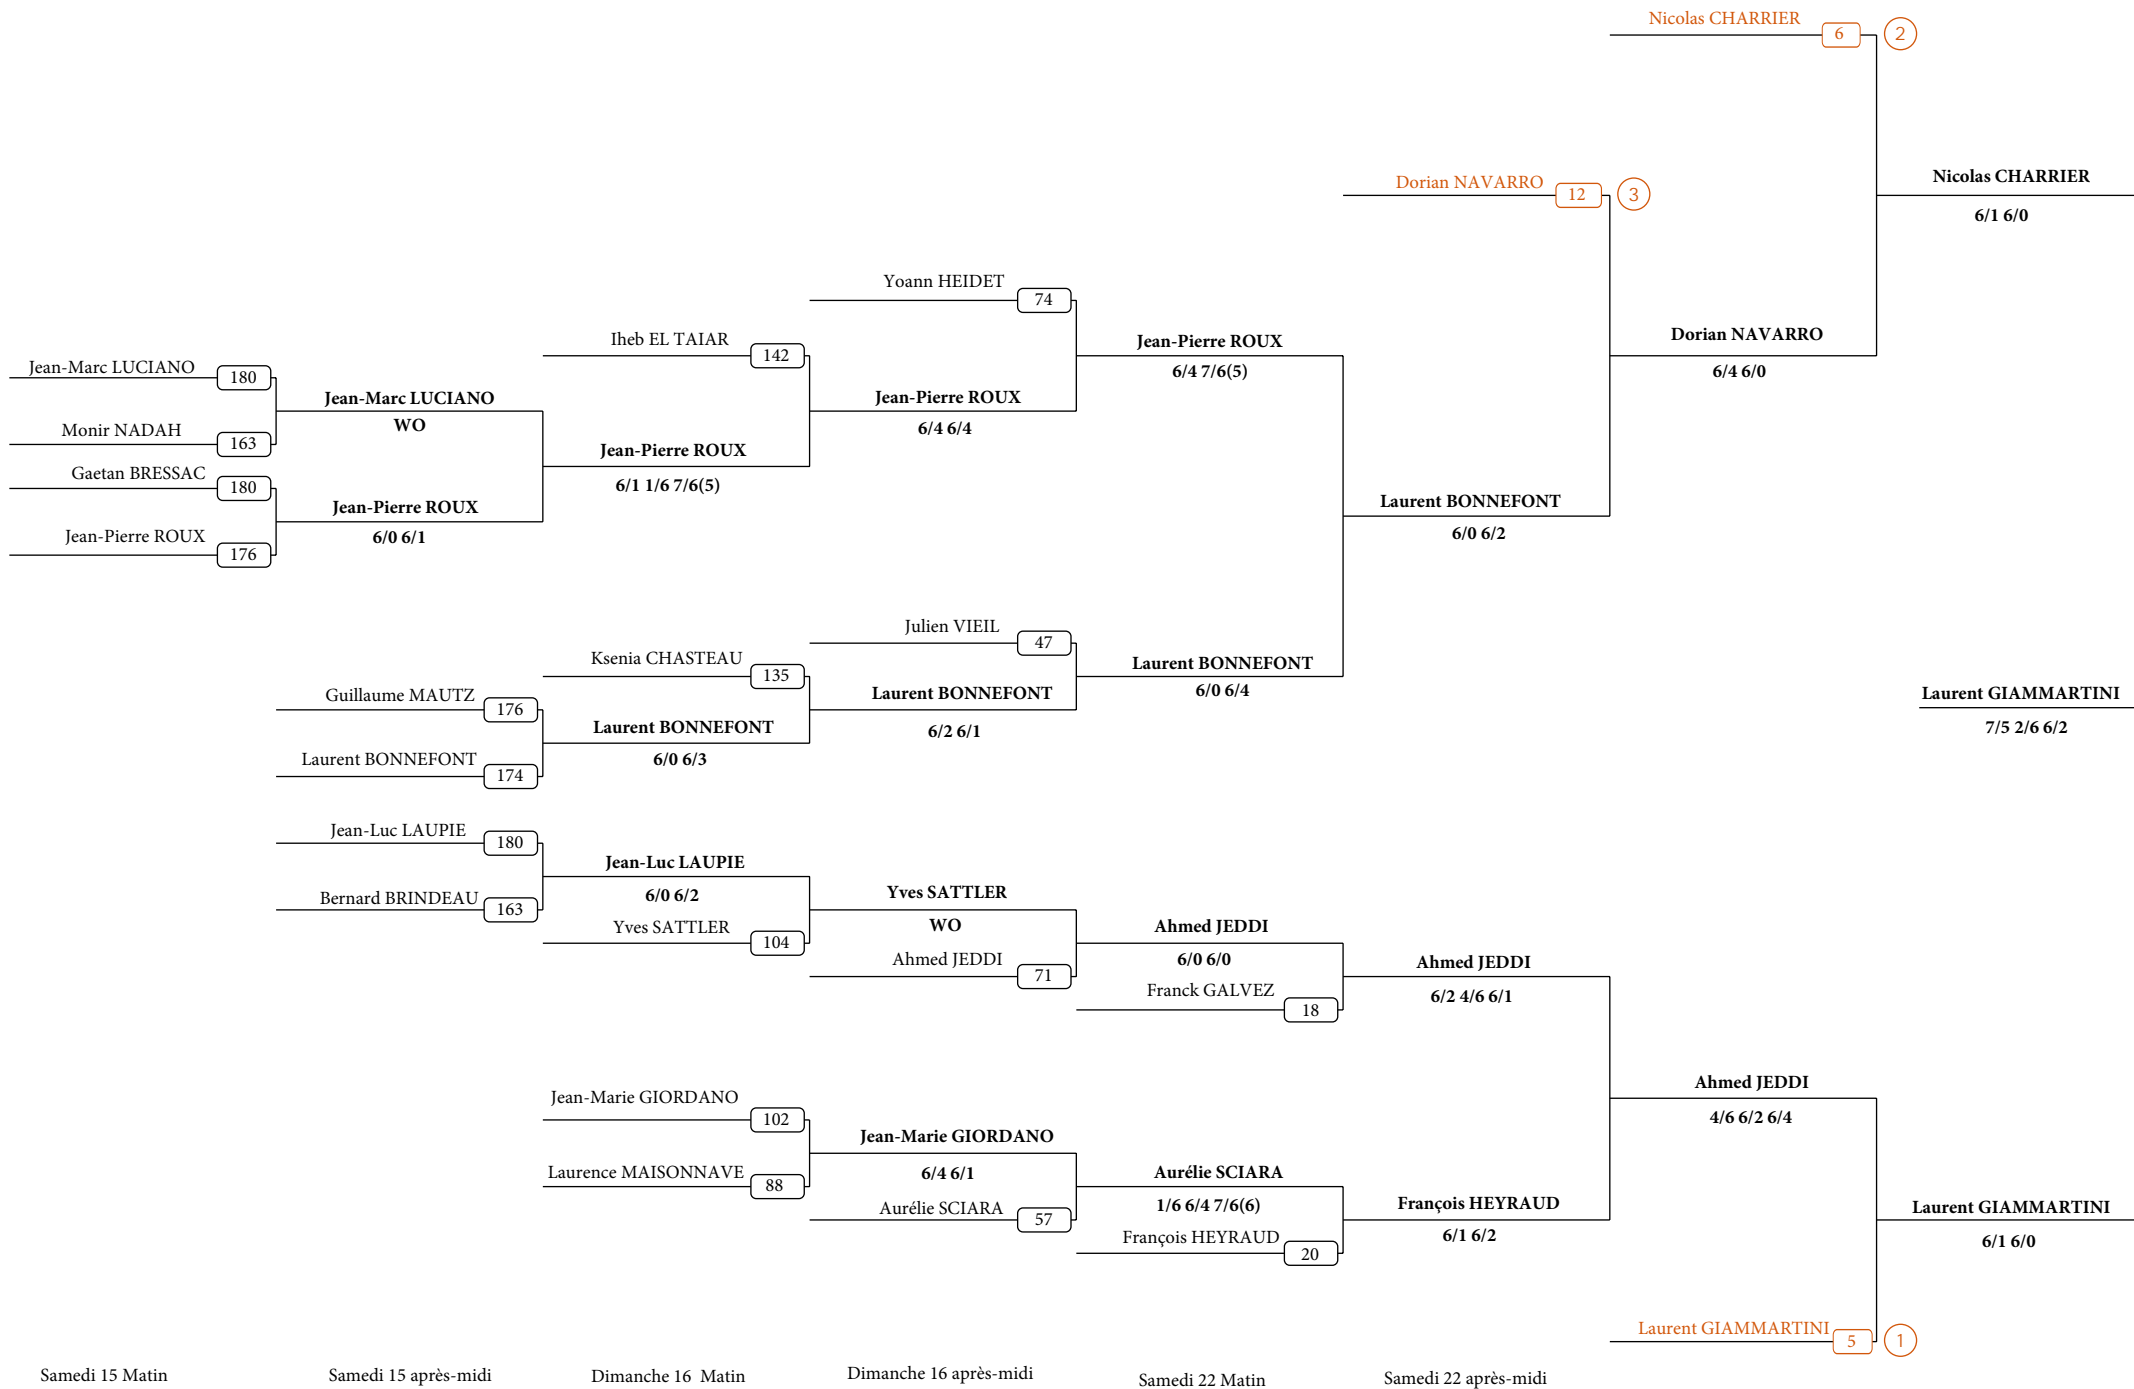 Nicolas CHARRIER
6
2
Nicolas CHARRIER
6/1 6/0
Dorian NAVARRO
12
3
Dorian NAVARRO
6/4 6/0
Yoann HEIDET
74
Iheb EL TAIAR
142
Jean-Pierre ROUX
6/4 7/6(5)
Jean-Marc LUCIANO
180
Jean-Marc LUCIANO
WO
Jean-Pierre ROUX
6/4 6/4
Monir NADAH
163
Jean-Pierre ROUX
6/1 1/6 7/6(5)
Gaetan BRESSAC
180
Jean-Pierre ROUX
6/0 6/1
Laurent BONNEFONT
6/0 6/2
Jean-Pierre ROUX
176
Julien VIEIL
47
Ksenia CHASTEAU
135
Laurent BONNEFONT
6/0 6/4
Guillaume MAUTZ
176
Laurent BONNEFONT
6/2 6/1
Laurent GIAMMARTINI
7/5 2/6 6/2
Laurent BONNEFONT
6/0 6/3
Laurent BONNEFONT
174
Jean-Luc LAUPIE
180
Jean-Luc LAUPIE
6/0 6/2
Bernard BRINDEAU
163
Yves SATTLER
WO
Yves SATTLER
104
Ahmed JEDDI
6/0 6/0
Ahmed JEDDI
71
Ahmed JEDDI
6/2 4/6 6/1
Franck GALVEZ
18
Jean-Marie GIORDANO
102
Ahmed JEDDI
4/6 6/2 6/4
Jean-Marie GIORDANO
6/4 6/1
Laurence MAISONNAVE
88
Aurélie SCIARA
1/6 6/4 7/6(6)
Aurélie SCIARA
57
François HEYRAUD
6/1 6/2
Laurent GIAMMARTINI
6/1 6/0
François HEYRAUD
20
Laurent GIAMMARTINI
5
1
Samedi 15 Matin
Samedi 15 après-midi
Dimanche 16 Matin
Dimanche 16 après-midi
Samedi 22 Matin
Samedi 22 après-midi